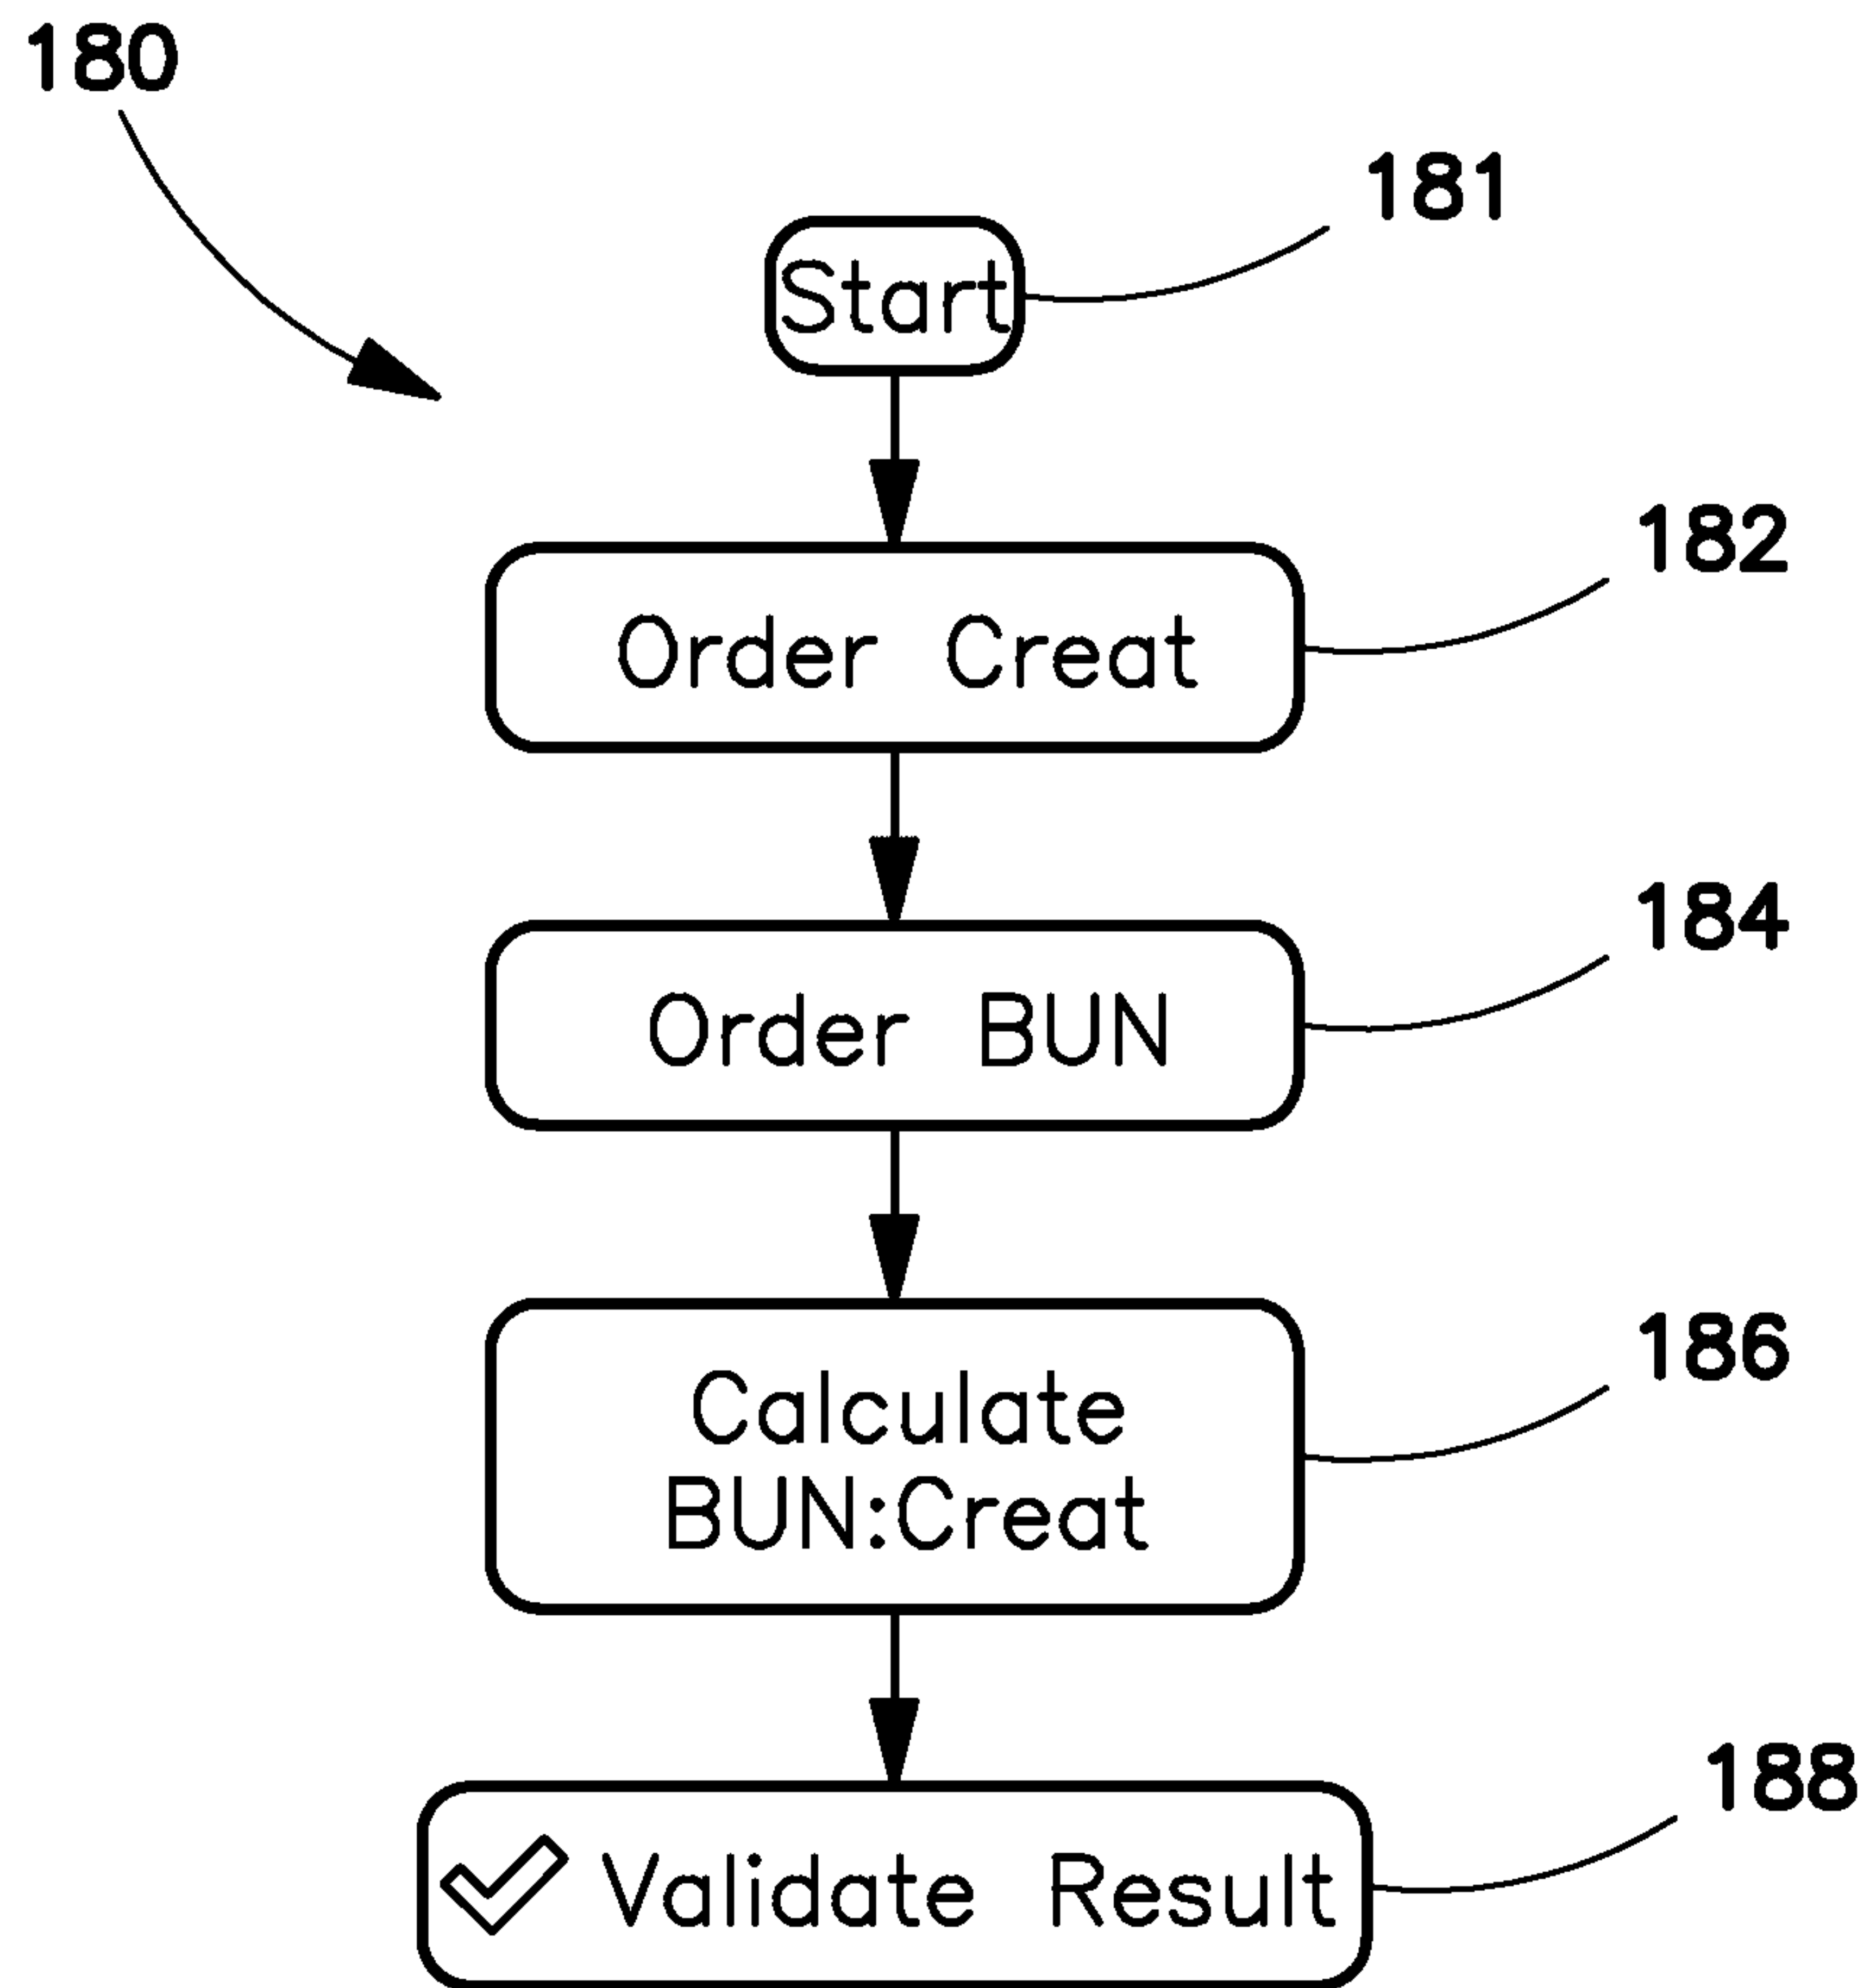 180
181
Start
182
Order Creat
184
Order BUN
186
Calculate
BUN:Creat
188
Validate Result